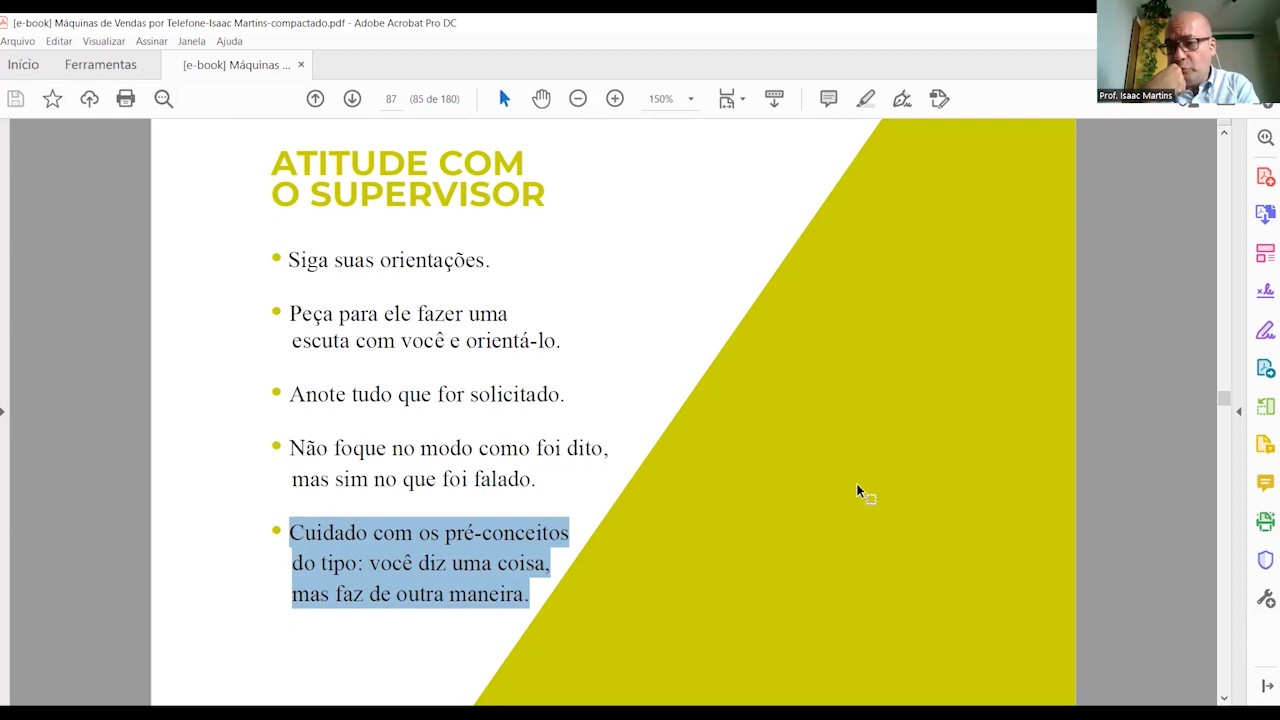 [e-book] Máquinas de Vendas por Telefone-Isaac Martins-compactado.pdf - Adobe Acrobat Pro DC
Arquivo Editar Visualizar Assinar Janela Ajuda
Início Ferramentas [e-book] Máquinas ... ×
87 (85 de 180) 150%
Prof. Isaac Martins
ATITUDE COM
O SUPERVISOR
• Siga suas orientações.
• Peça para ele fazer uma
escuta com você e orientá-lo.
• Anote tudo que for solicitado.
• Não foque no modo como foi dito,
mas sim no que foi falado.
• Cuidado com os pré-conceitos
do tipo: você diz uma coisa,
mas faz de outra maneira.